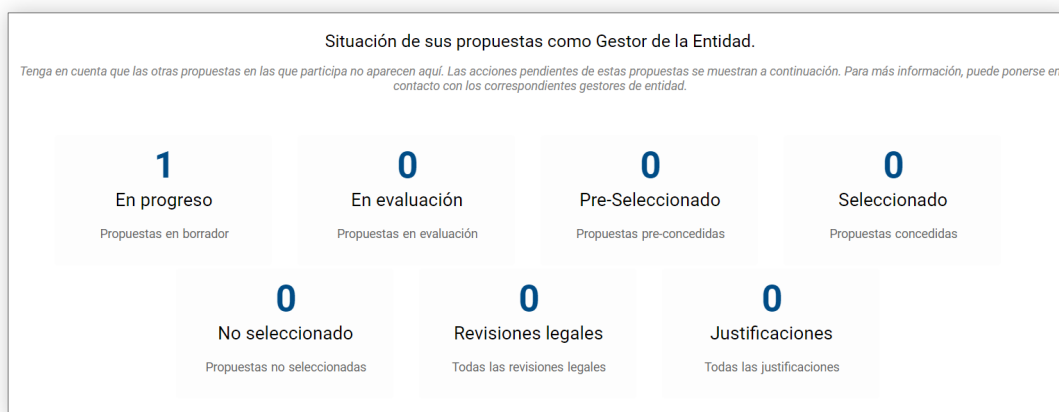 Situación de sus propuestas como Gestor de la Entidad.
Tenga en cuenta que las otras propuestas en las que participa no aparecen aquí. Las acciones pendientes de estas propuestas se muestran a continuación. Para más información, puede ponerse en
contacto con los correspondientes gestores de entidad.
1
En progreso
Propuestas en borrador
0
En evaluación
Propuestas en evaluación
0
Pre-Seleccionado
Propuestas pre-concedidas
0
Seleccionado
Propuestas concedidas
0
No seleccionado
Propuestas no seleccionadas
0
Revisiones legales
Todas las revisiones legales
0
Justificaciones
Todas las justificaciones